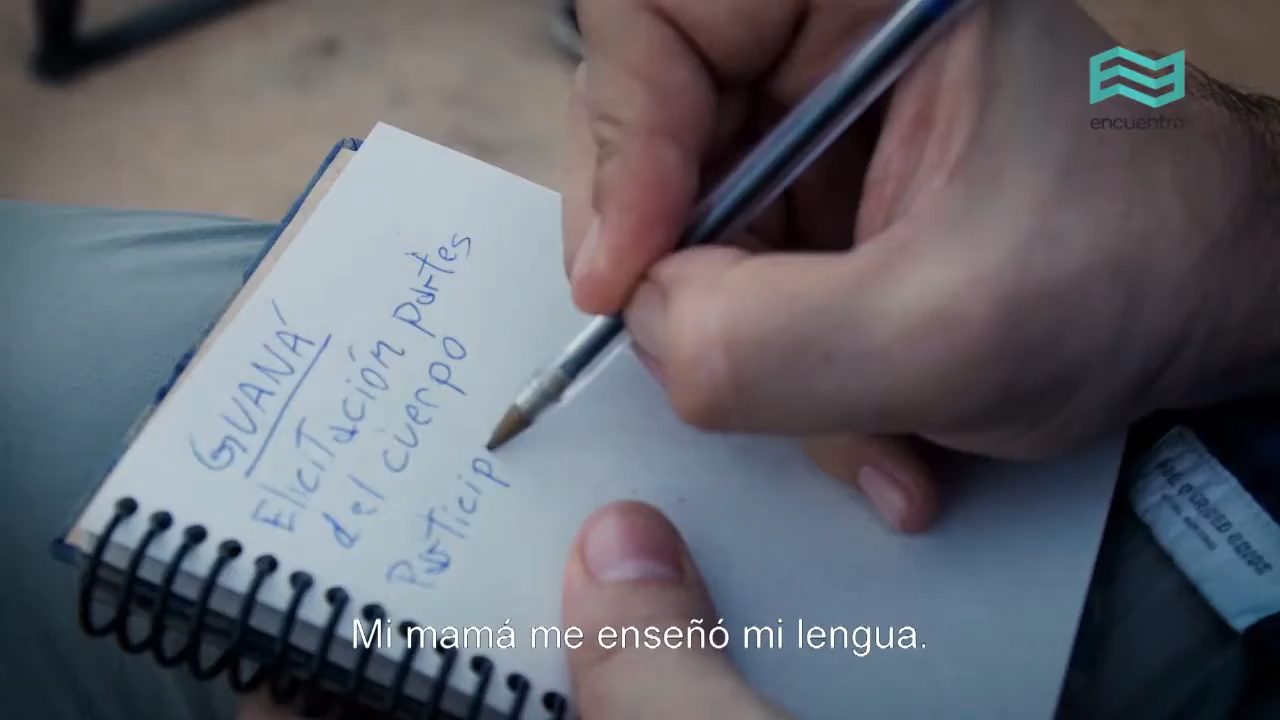 encuentro
GUANÁ
Elicitación partes
del cuerpo
Particip
Mi mamá me enseñó mi lengua.